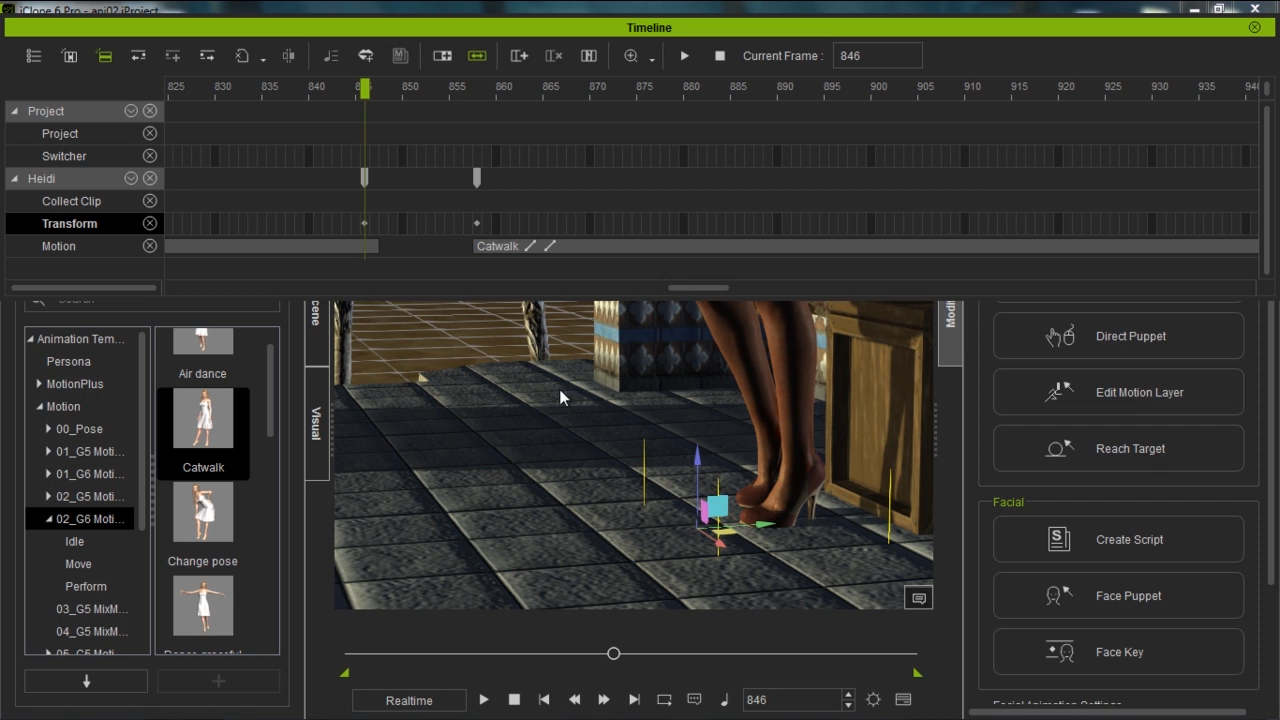 iClone 6 Pro - ani02.iProject
Timeline
Current Frame : 846
825 830 835 840 850 855 860 865 870 875 880 885 890 895 900 905 910 915 920 925 930 935
Project
Project
Switcher
Heidi
Collect Clip
Transform
Motion
Catwalk
Animation Tem...
Persona
MotionPlus
Motion
00_Pose
01_G5 Moti...
01_G6 Moti...
02_G5 Moti...
02_G6 Moti...
Idle
Move
Perform
03_G5 MixM...
04_G5 MixM...
Air dance
Catwalk
Change pose
Visual
Direct Puppet
Edit Motion Layer
Reach Target
Facial
Create Script
Face Puppet
Face Key
Realtime
846